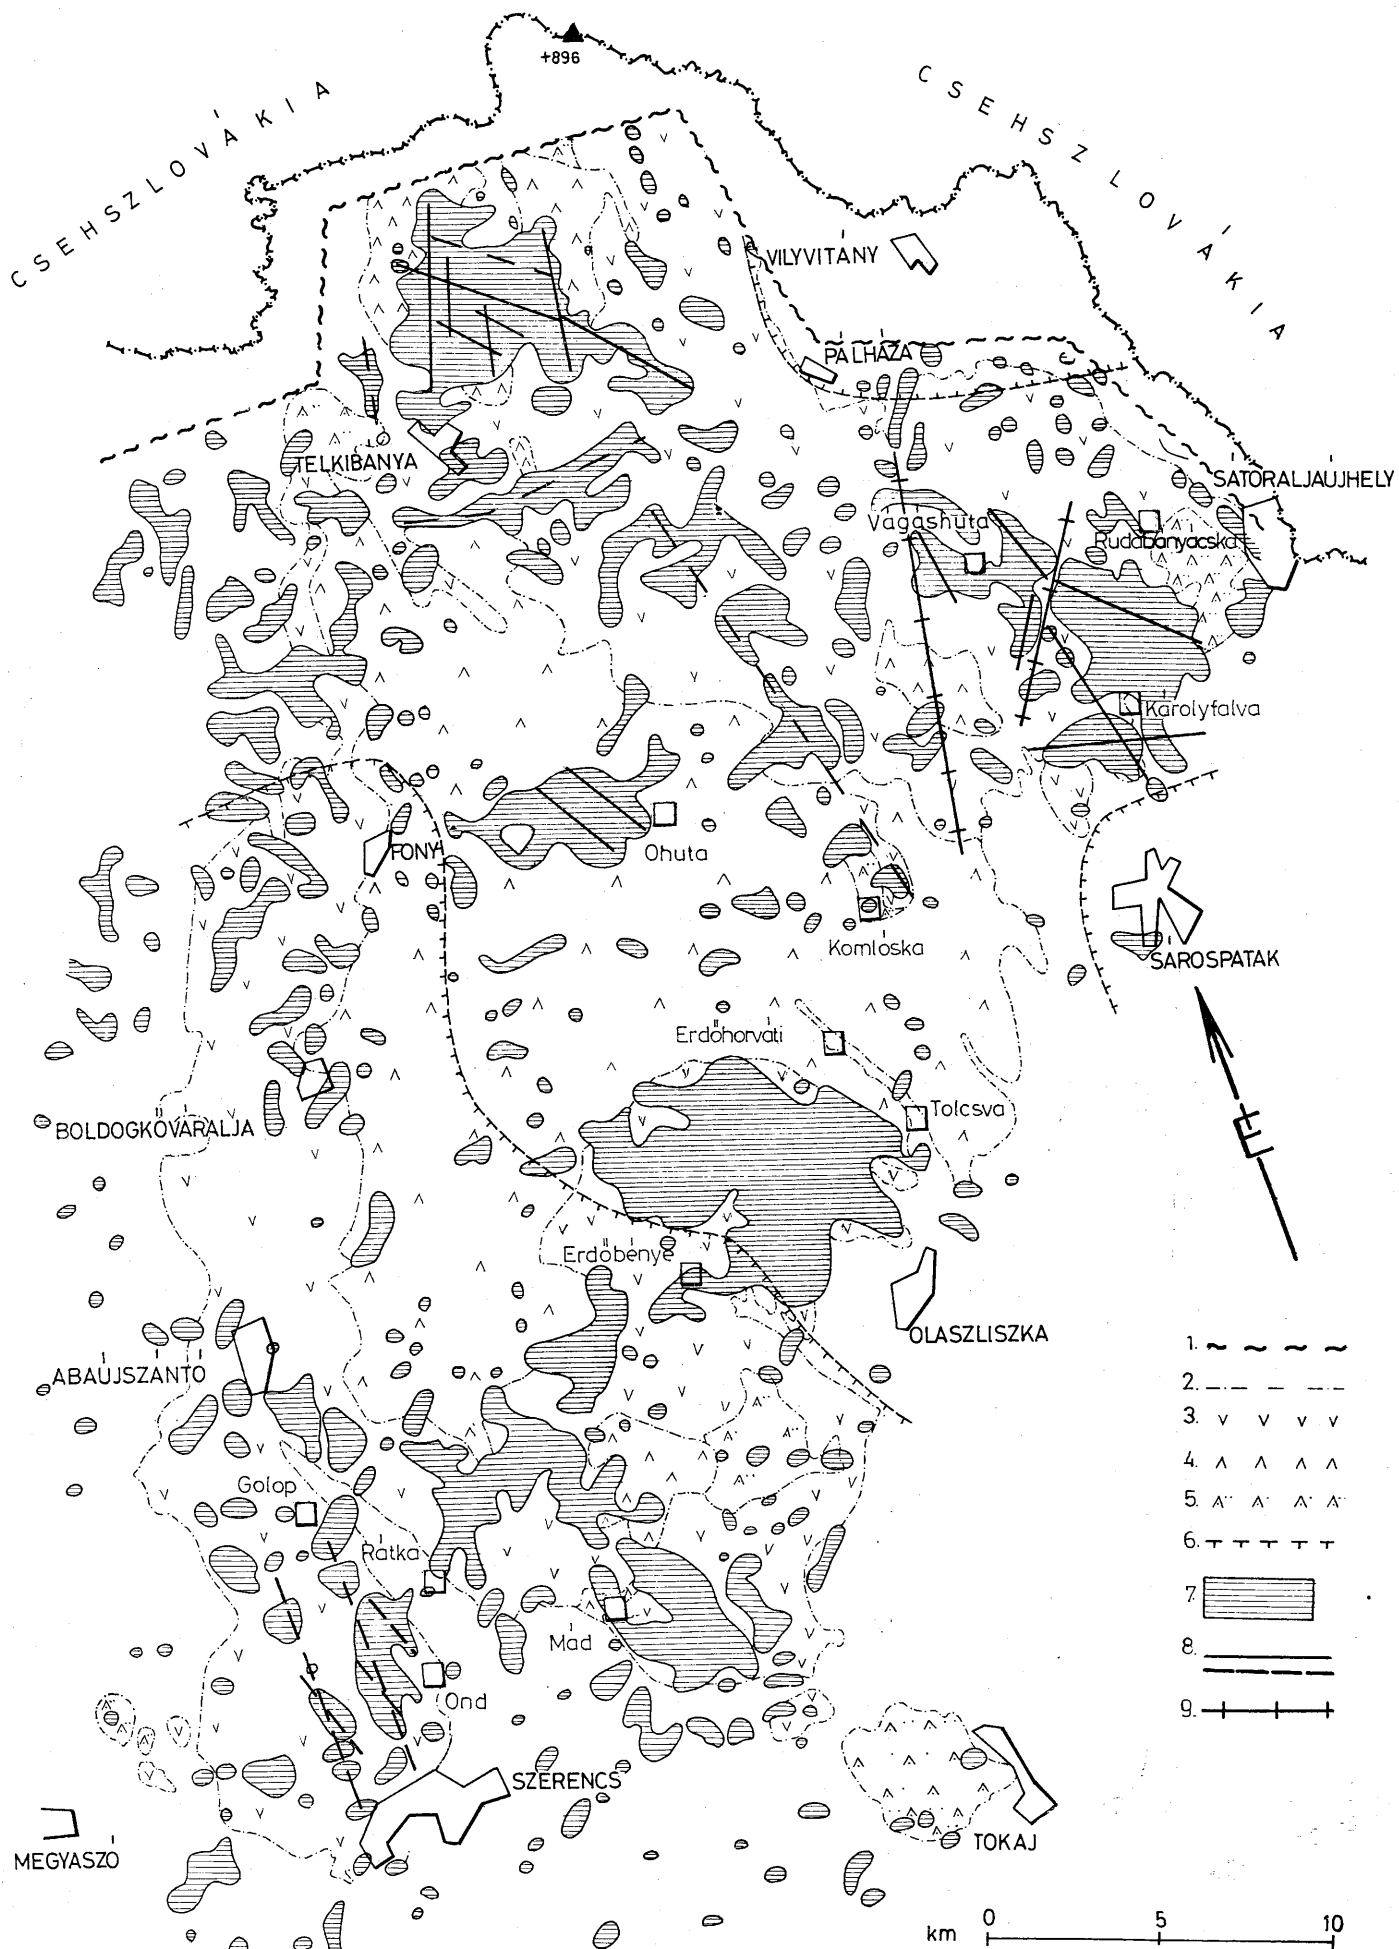 +896
CSEHSZLOVÁKIA
CSEHSZLOVÁKIA
VILYVITÁNY
PÁLHÁZA
TELKIBÁNYA
SÁTORALJAÚJHELY
Vágáshuta
Rudabányácska
Károlyfalva
FONY
Óhuta
Komlóska
SÁROSPATAK
Erdőhorváti
Tolcsva
BOLDOGKŐVÁRALJA
É
Erdőbénye
OLASZLISZKA
ABAÚJSZÁNTÓ
Golop
Rátka
Mád
Ond
SZERENCS
MEGYASZÓ
TOKAJ
1.
2.
3.
4.
5.
6.
7.
8.
9.
km 0 5 10